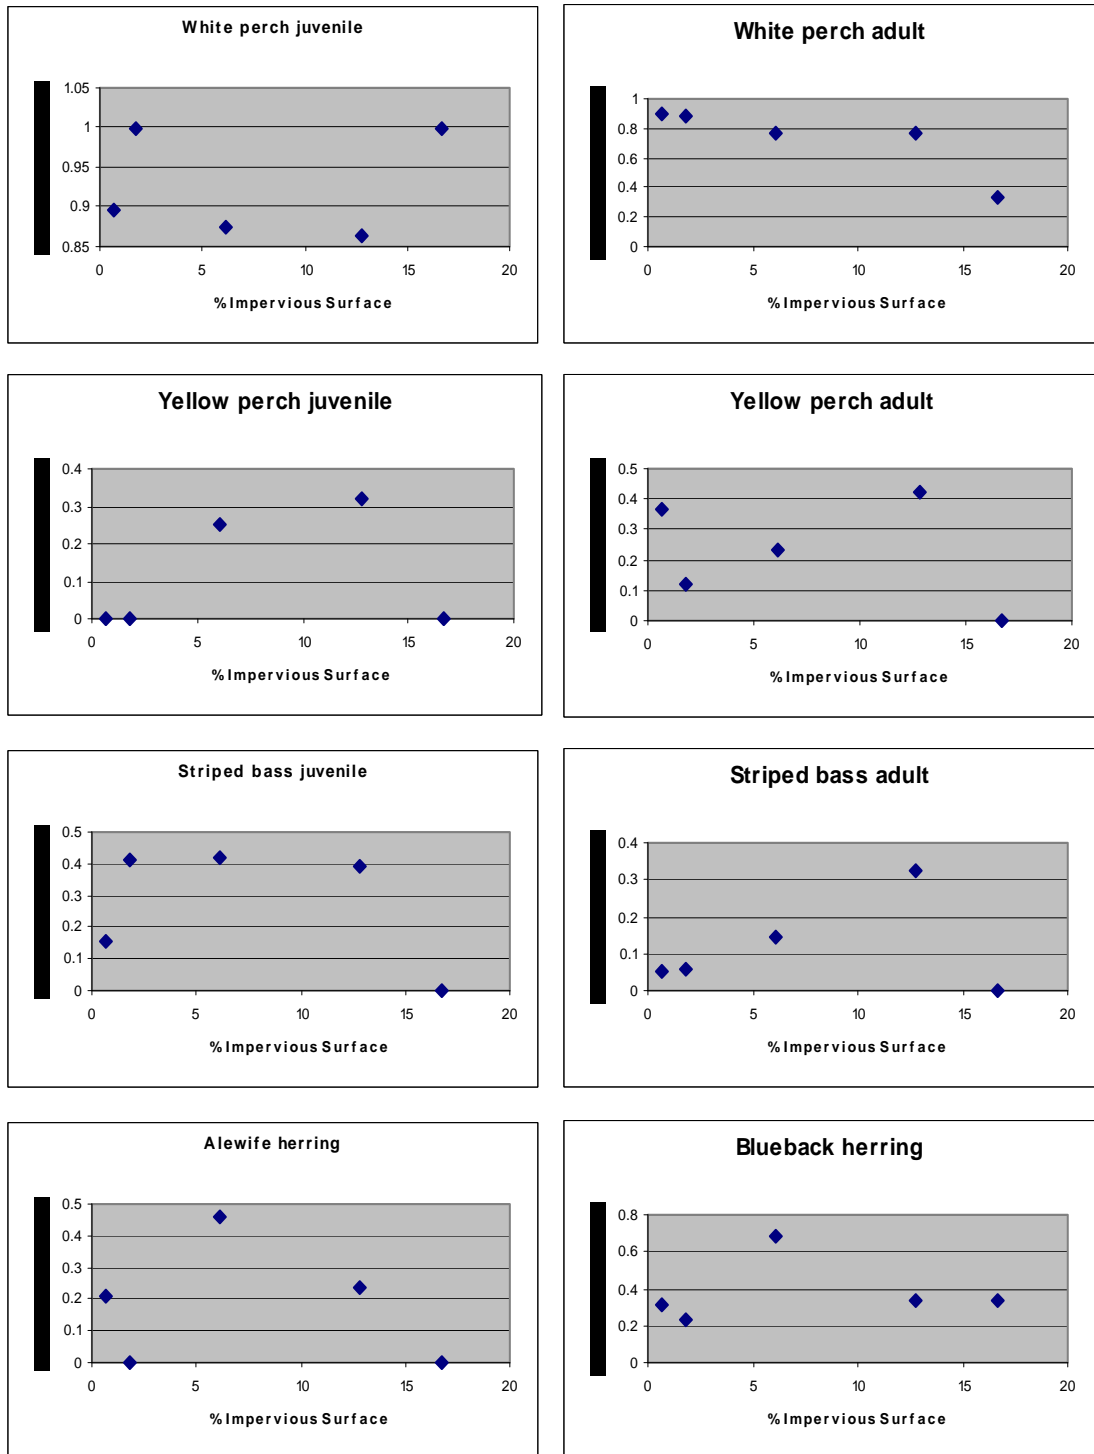 White perch juvenile
1.05
1
0.95
0.9
0.85
0 5 10 15 20
% Impervious Surface
White perch adult
1
0.8
0.6
0.4
0.2
0
0 5 10 15 20
% Impervious Surface
Yellow perch juvenile
0.4
0.3
0.2
0.1
0
0 5 10 15 20
% Impervious Surface
Yellow perch adult
0.5
0.4
0.3
0.2
0.1
0
0 5 10 15 20
% Impervious Surface
Striped bass juvenile
0.5
0.4
0.3
0.2
0.1
0
0 5 10 15 20
% Impervious Surface
Striped bass adult
0.4
0.3
0.2
0.1
0
0 5 10 15 20
% Impervious Surface
Alewife herring
0.5
0.4
0.3
0.2
0.1
0
0 5 10 15 20
% Impervious Surface
Blueback herring
0.8
0.6
0.4
0.2
0
0 5 10 15 20
% Impervious Surface